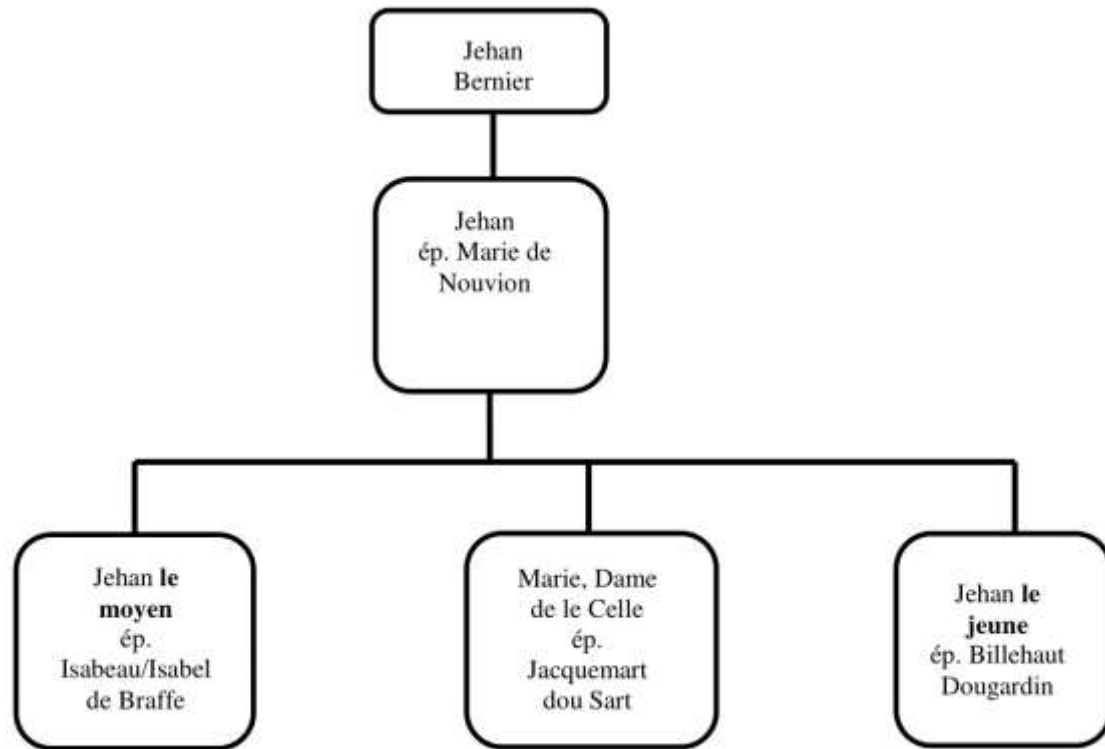 Jehan
Bernier
Jehan
ép. Marie de
Nouvion
Jehan le
moyen
ép.
Isabeau/Isabel
de Braffe
Marie, Dame
de le Celle
ép.
Jacquemart
dou Sart
Jehan le
jeune
ép. Billehaut
Dougardin